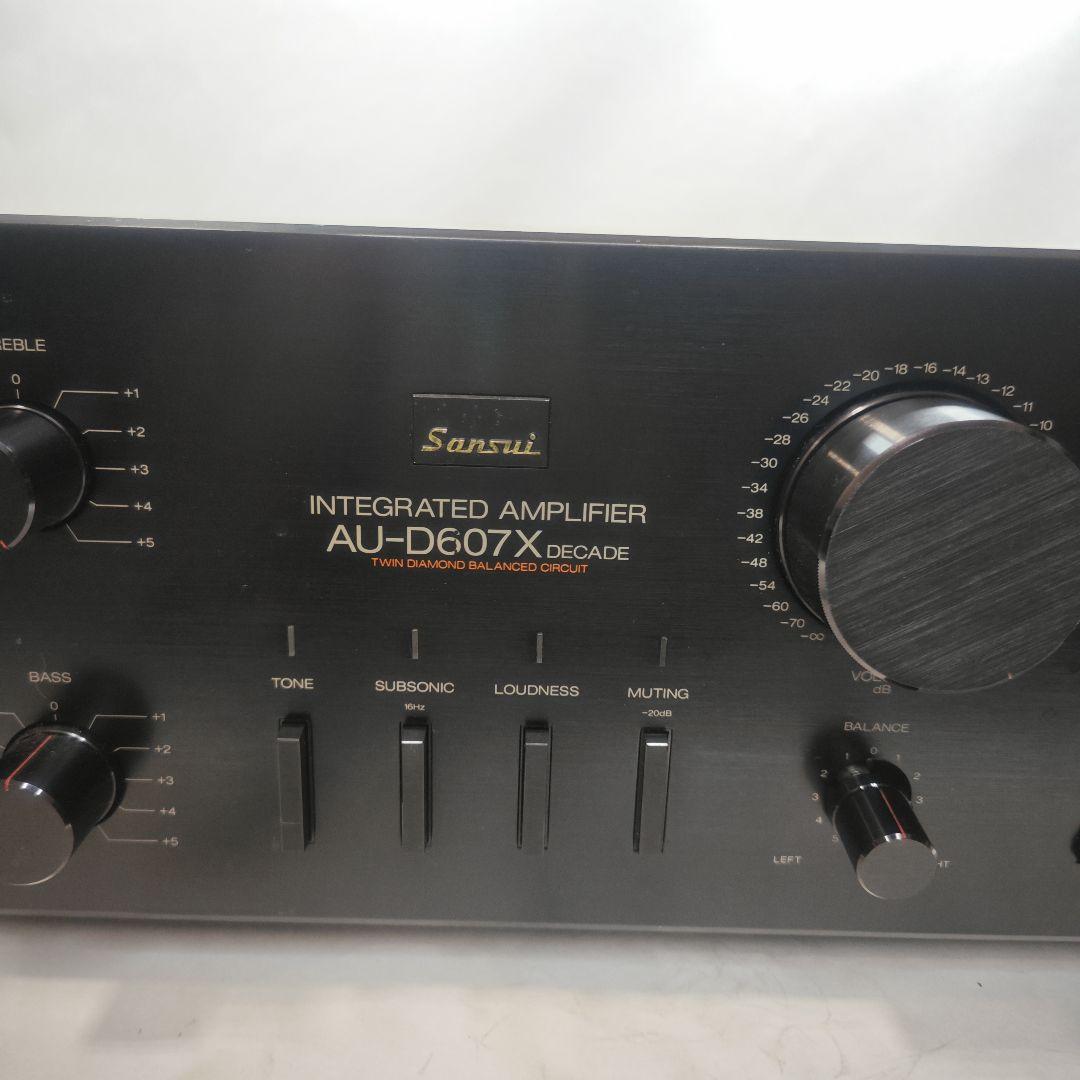 Sansui
INTEGRATED AMPLIFIER
AU-D607X DECADE
TWIN DIAMOND BALANCED CIRCUIT
EBLE
0
+1
+2
+3
+4
+5
BASS
0
+1
+2
+3
+4
+5
TONE
SUBSONIC
16Hz
LOUDNESS
MUTING
-20dB
-∞
-70
-60
-54
-48
-42
-38
-34
-30
-28
-26
-24
-22
-20
-18
-16
-14
-13
-12
-11
-10
VOL
dB
BALANCE
5
4
3
2
1
0
1
2
3
LEFT
HT